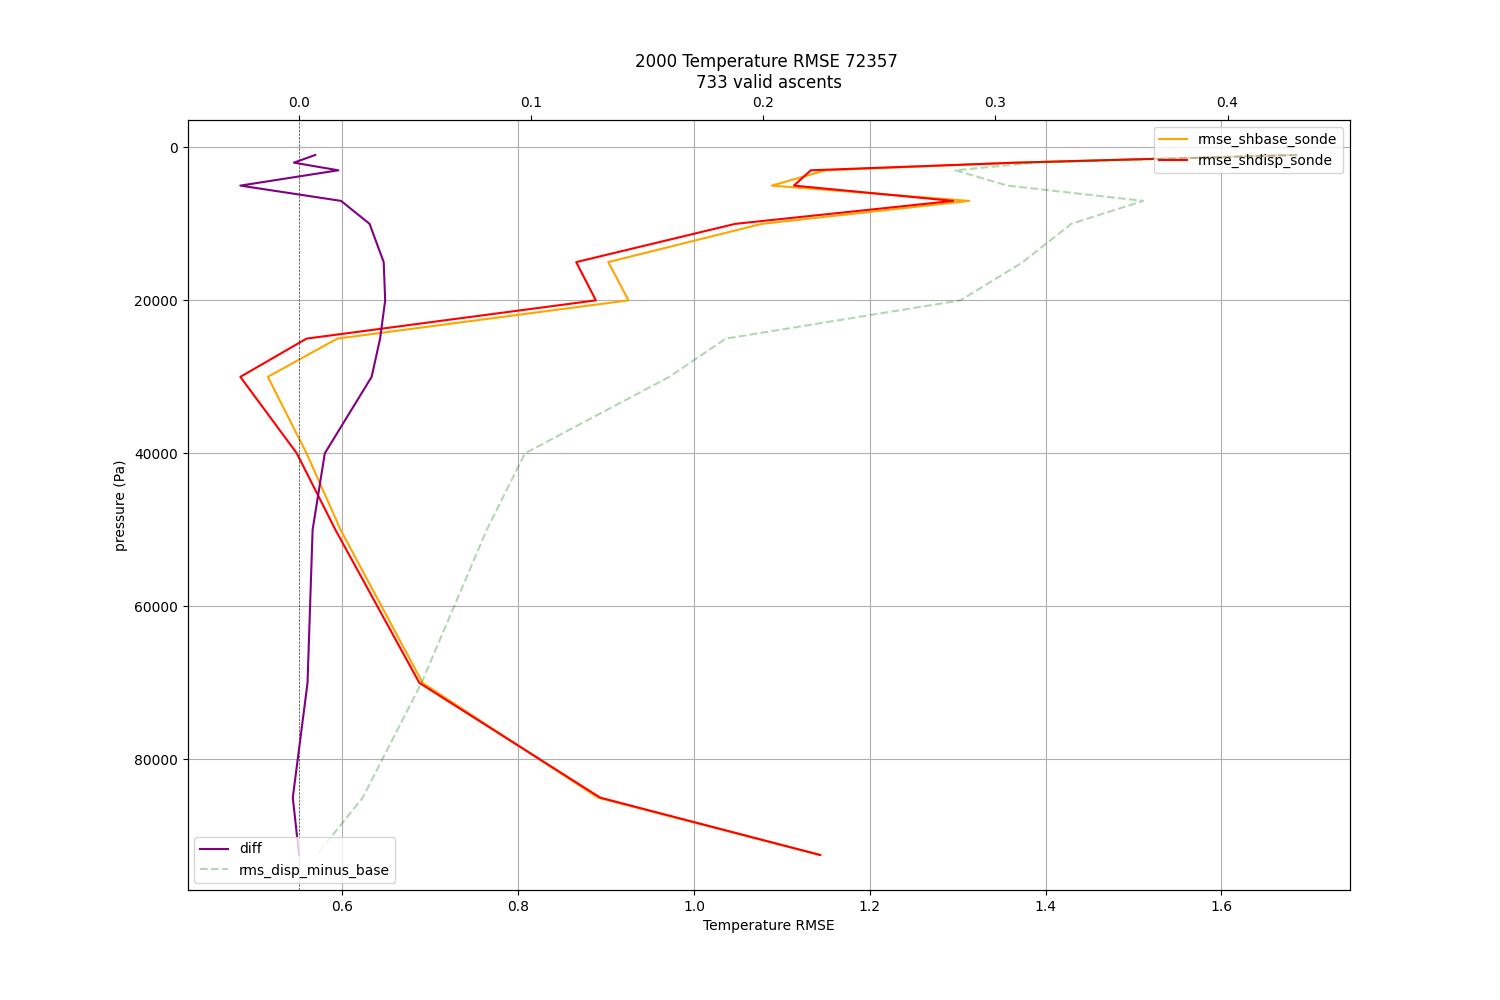 2000 Temperature RMSE 72357
733 valid ascents
0.0 0.1 0.2 0.3 0.4
rmse_shbase_sonde
rmse_shdisp_sonde
0
20000
40000
60000
80000
pressure (Pa)
diff
rms_disp_minus_base
0.6 0.8 1.0 1.2 1.4 1.6
Temperature RMSE